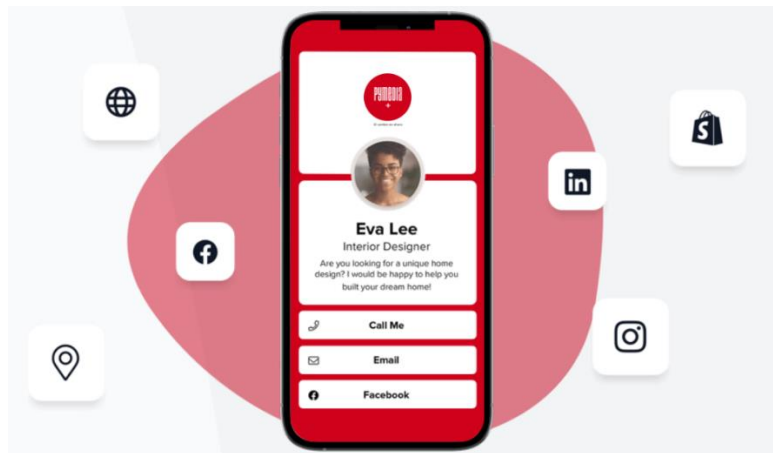 PYMEDIA
+
Eva Lee
Interior Designer
Are you looking for a unique home
design? I would be happy to help you
built your dream home!
Call Me
Email
Facebook